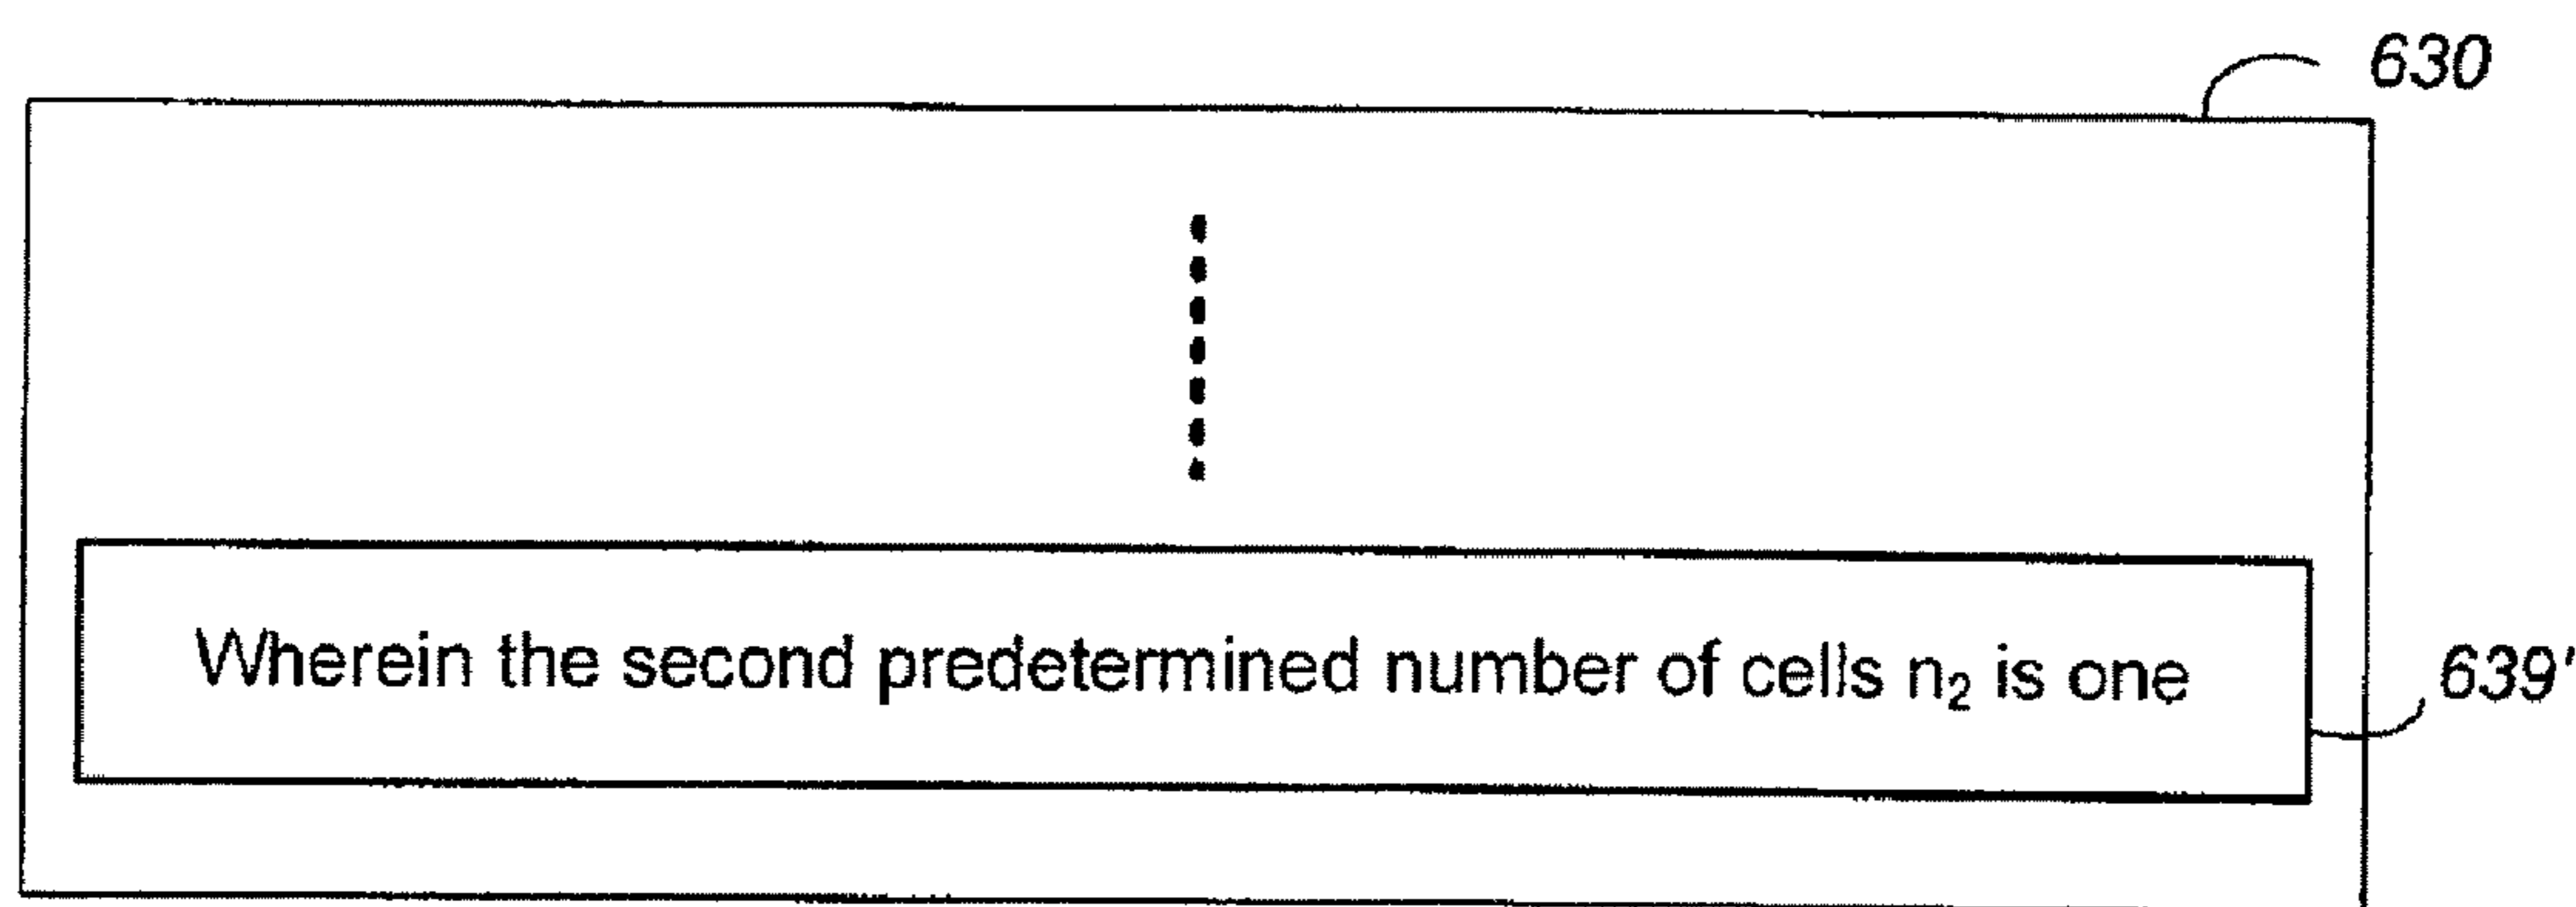 630
Wherein the second predetermined number of cells n₂ is one
639'